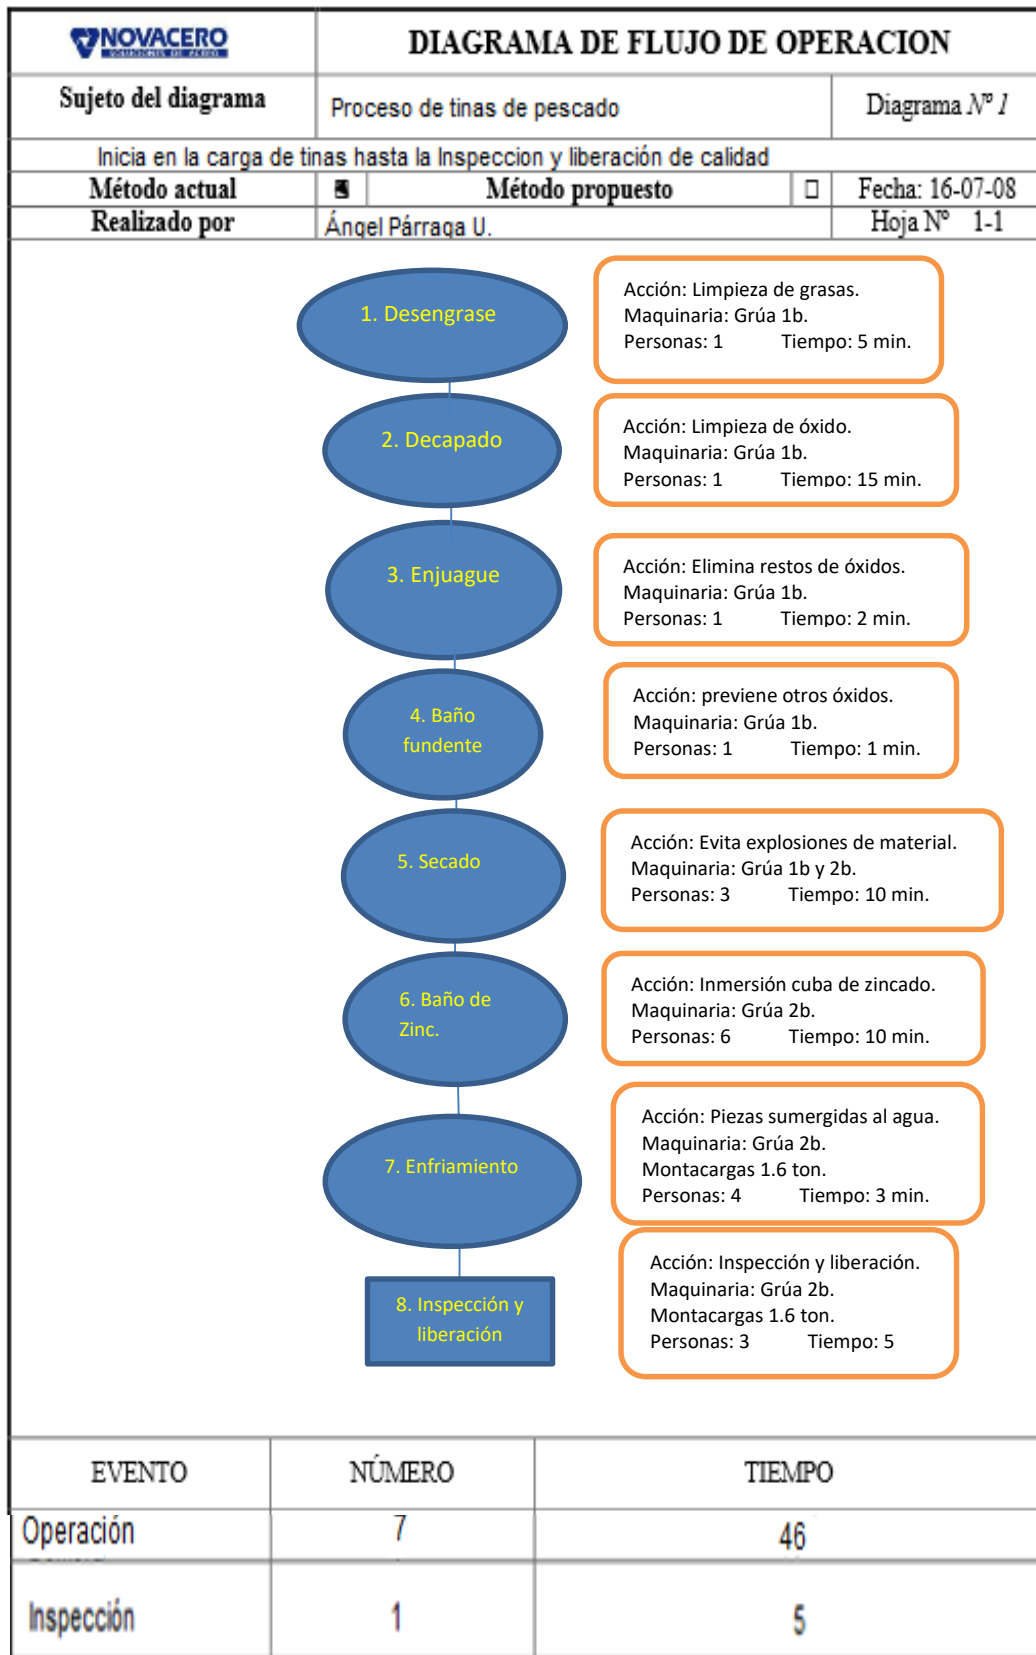 NOVACERO
SOLUCIONES DE ACERO
DIAGRAMA DE FLUJO DE OPERACION
Sujeto del diagrama
Proceso de tinas de pescado
Diagrama Nº 1
Inicia en la carga de tinas hasta la Inspeccion y liberación de calidad
Método actual
Método propuesto
Fecha: 16-07-08
Realizado por
Ángel Párraga U.
Hoja Nº 1-1
1. Desengrase
Acción: Limpieza de grasas.
Maquinaria: Grúa 1b.
Personas: 1 Tiempo: 5 min.
2. Decapado
Acción: Limpieza de óxido.
Maquinaria: Grúa 1b.
Personas: 1 Tiempo: 15 min.
3. Enjuague
Acción: Elimina restos de óxidos.
Maquinaria: Grúa 1b.
Personas: 1 Tiempo: 2 min.
4. Baño
fundente
Acción: previene otros óxidos.
Maquinaria: Grúa 1b.
Personas: 1 Tiempo: 1 min.
5. Secado
Acción: Evita explosiones de material.
Maquinaria: Grúa 1b y 2b.
Personas: 3 Tiempo: 10 min.
6. Baño de
Zinc.
Acción: Inmersión cuba de zincado.
Maquinaria: Grúa 2b.
Personas: 6 Tiempo: 10 min.
7. Enfriamiento
Acción: Piezas sumergidas al agua.
Maquinaria: Grúa 2b.
Montacargas 1.6 ton.
Personas: 4 Tiempo: 3 min.
8. Inspección y
liberación
Acción: Inspección y liberación.
Maquinaria: Grúa 2b.
Montacargas 1.6 ton.
Personas: 3 Tiempo: 5
EVENTO NÚMERO TIEMPO
Operación 7 46
Inspección 1 5